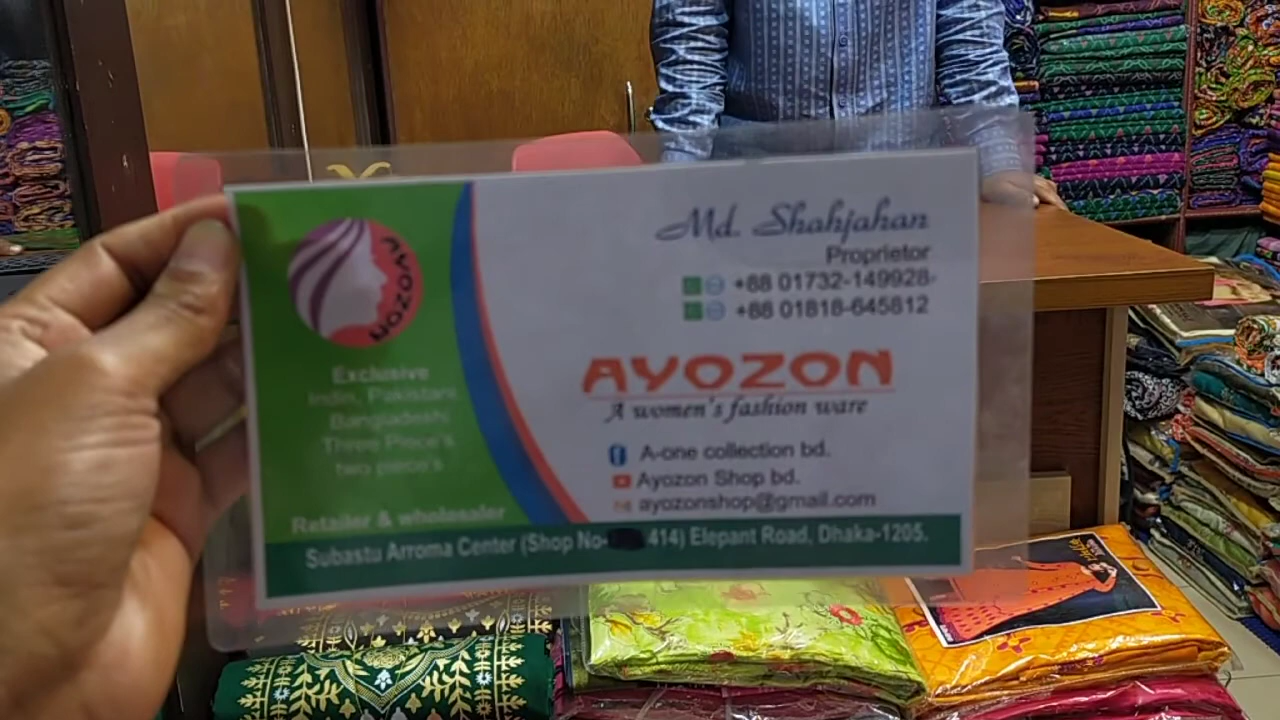 AYOZON
Exclusive
Indin, Pakistani
Bangladeshi
Three Piece's
two piece's
Retailer & wholesaler
Md. Shahjahan
Proprietor
+88 01732-149928
+88 01818-645812
AYOZON
A women's fashion ware
A-one collection bd.
Ayozon Shop bd.
ayozonshop@gmail.com
Subastu Arroma Center (Shop No- 414) Elepant Road, Dhaka-1205.